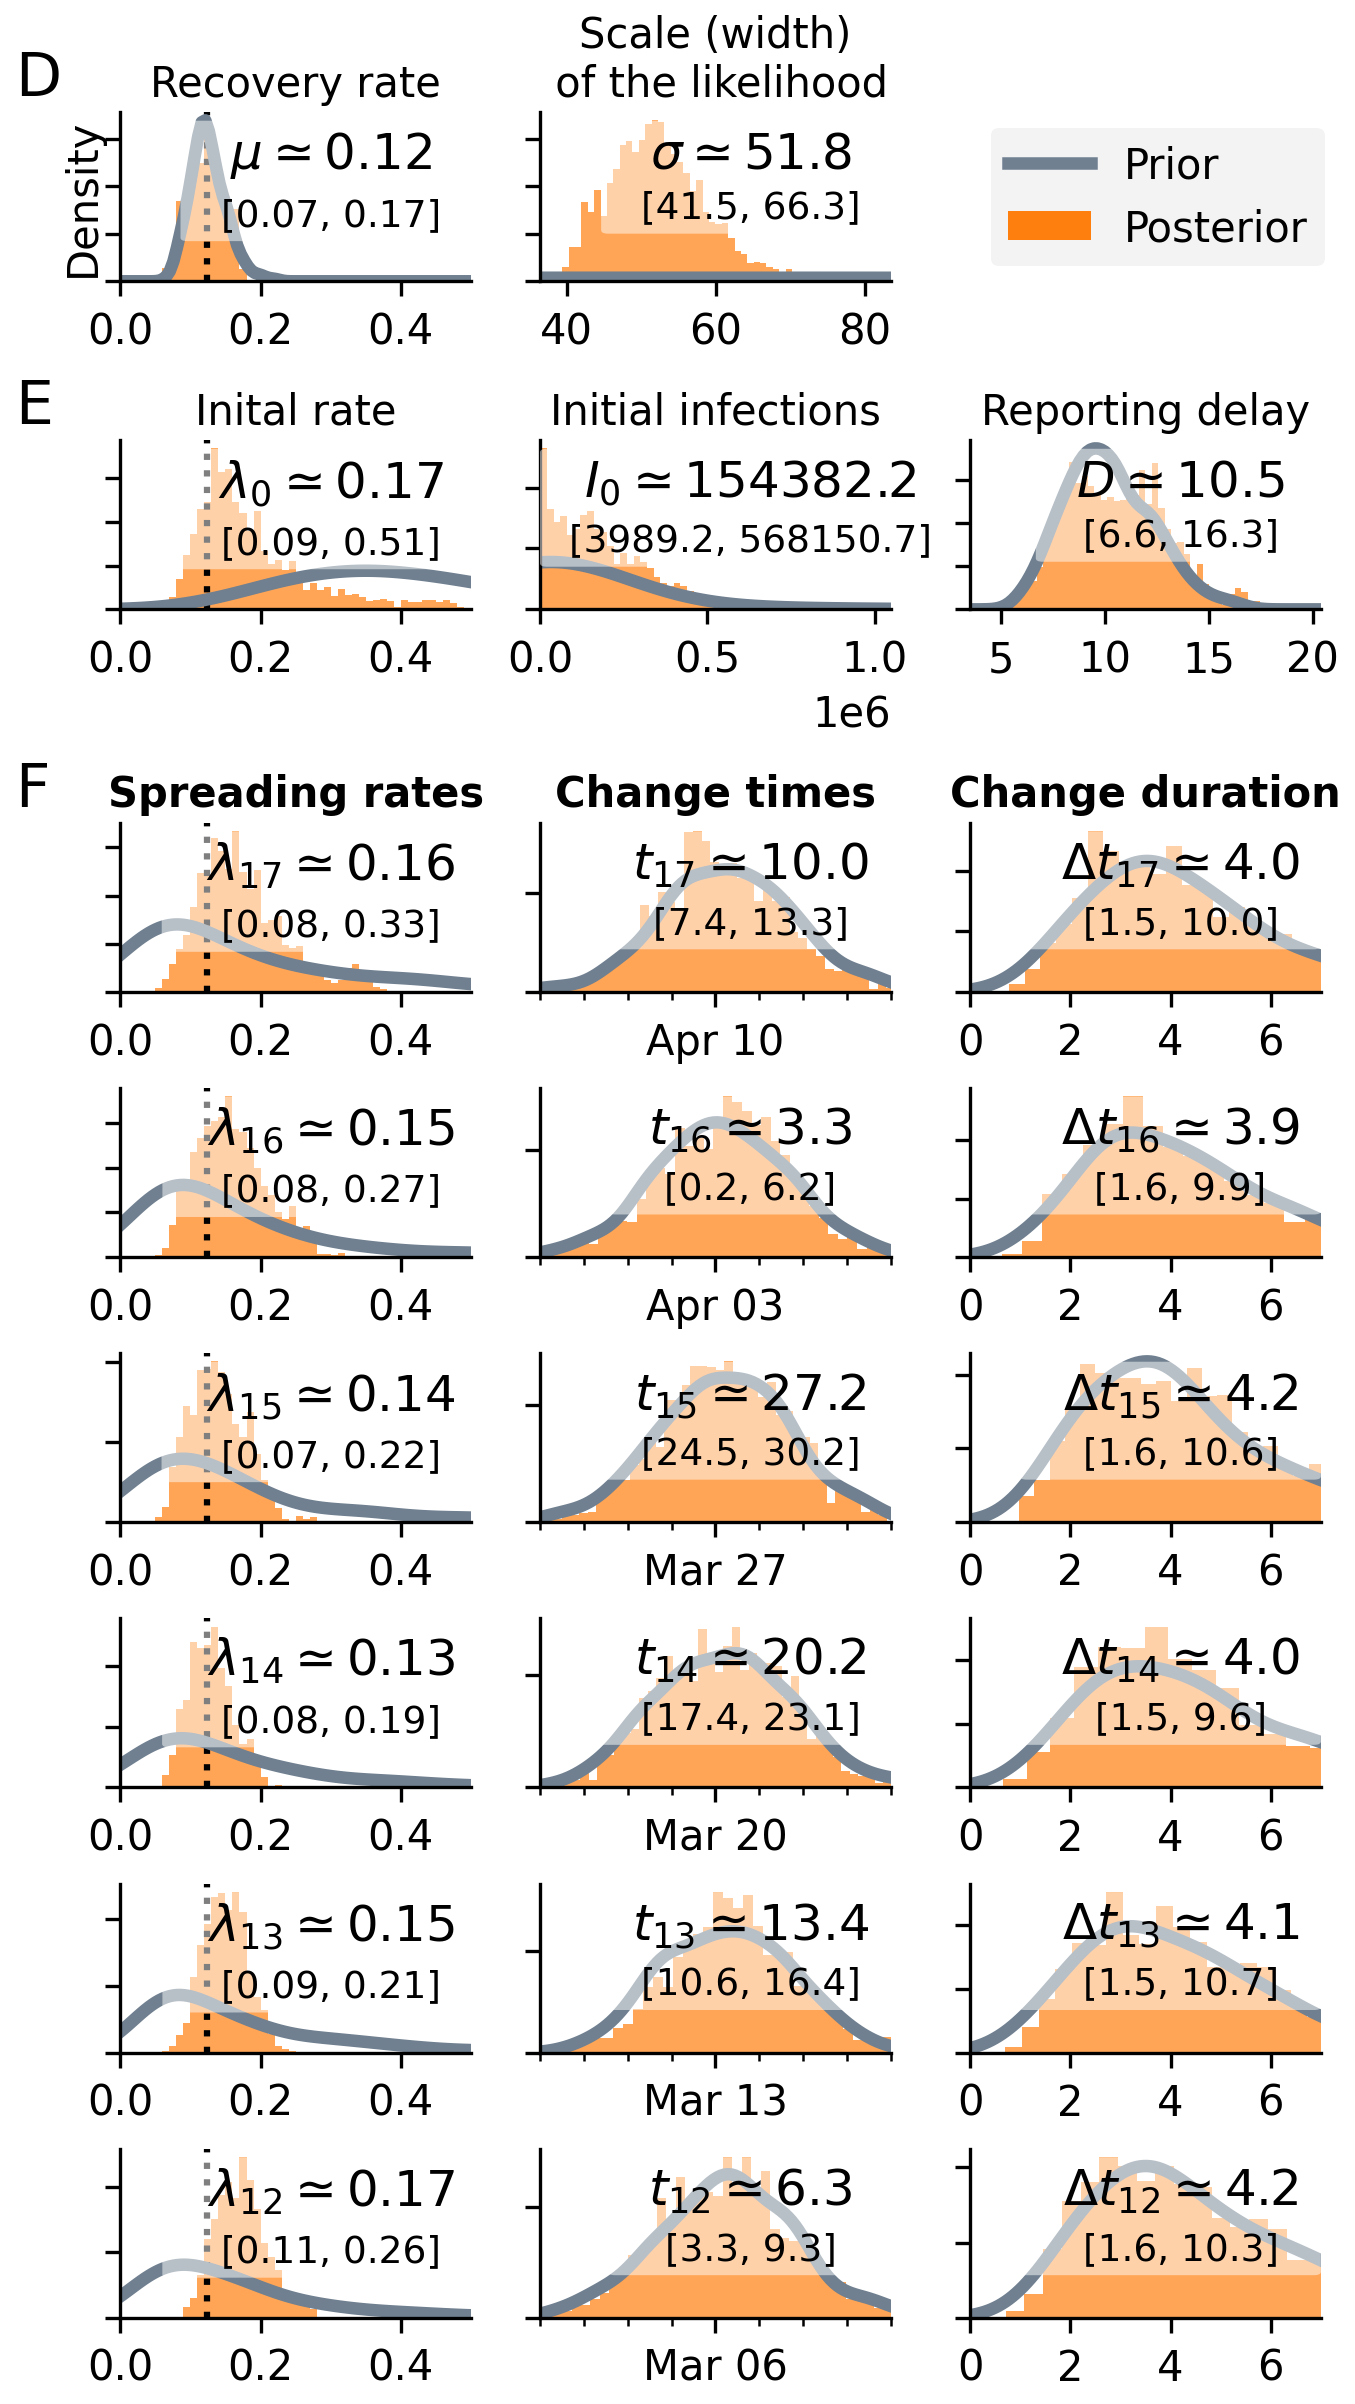 D
Recovery rate
Scale (width)
of the likelihood
Density
μ ≃ 0.12
[0.07, 0.17]
0.0 0.2 0.4
σ ≃ 51.8
[41.5, 66.3]
40 60 80
Prior
Posterior
E
Inital rate
λ0 ≃ 0.17
[0.09, 0.51]
0.0 0.2 0.4
Initial infections
I0 ≃ 154382.2
[3989.2, 568150.7]
0.0 0.5 1.0
1e6
Reporting delay
D ≃ 10.5
[6.6, 16.3]
5 10 15 20
F
Spreading rates
Change times
Change duration
λ17 ≃ 0.16
[0.08, 0.33]
0.0 0.2 0.4
t17 ≃ 10.0
[7.4, 13.3]
Apr 10
Δt17 ≃ 4.0
[1.5, 10.0]
0 2 4 6
λ16 ≃ 0.15
[0.08, 0.27]
0.0 0.2 0.4
t16 ≃ 3.3
[0.2, 6.2]
Apr 03
Δt16 ≃ 3.9
[1.6, 9.9]
0 2 4 6
λ15 ≃ 0.14
[0.07, 0.22]
0.0 0.2 0.4
t15 ≃ 27.2
[24.5, 30.2]
Mar 27
Δt15 ≃ 4.2
[1.6, 10.6]
0 2 4 6
λ14 ≃ 0.13
[0.08, 0.19]
0.0 0.2 0.4
t14 ≃ 20.2
[17.4, 23.1]
Mar 20
Δt14 ≃ 4.0
[1.5, 9.6]
0 2 4 6
λ13 ≃ 0.15
[0.09, 0.21]
0.0 0.2 0.4
t13 ≃ 13.4
[10.6, 16.4]
Mar 13
Δt13 ≃ 4.1
[1.5, 10.7]
0 2 4 6
λ12 ≃ 0.17
[0.11, 0.26]
0.0 0.2 0.4
t12 ≃ 6.3
[3.3, 9.3]
Mar 06
Δt12 ≃ 4.2
[1.6, 10.3]
0 2 4 6